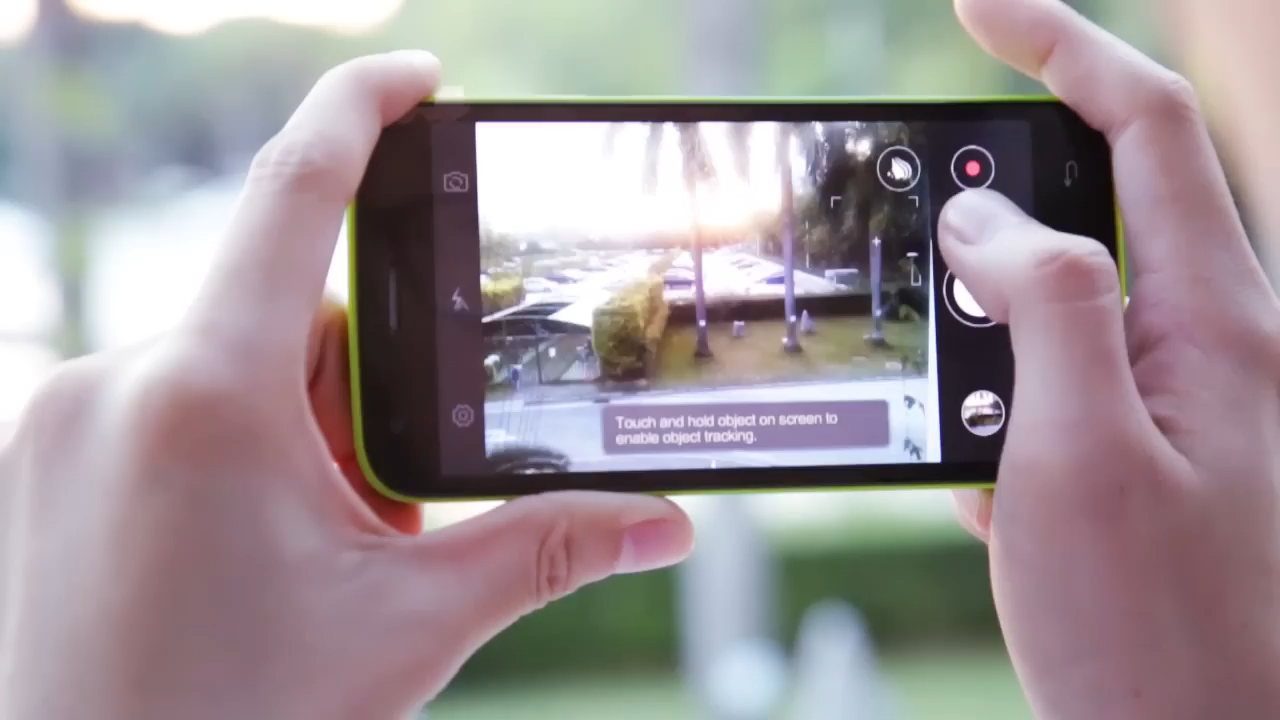 Touch and hold object on screen to
enable object tracking.